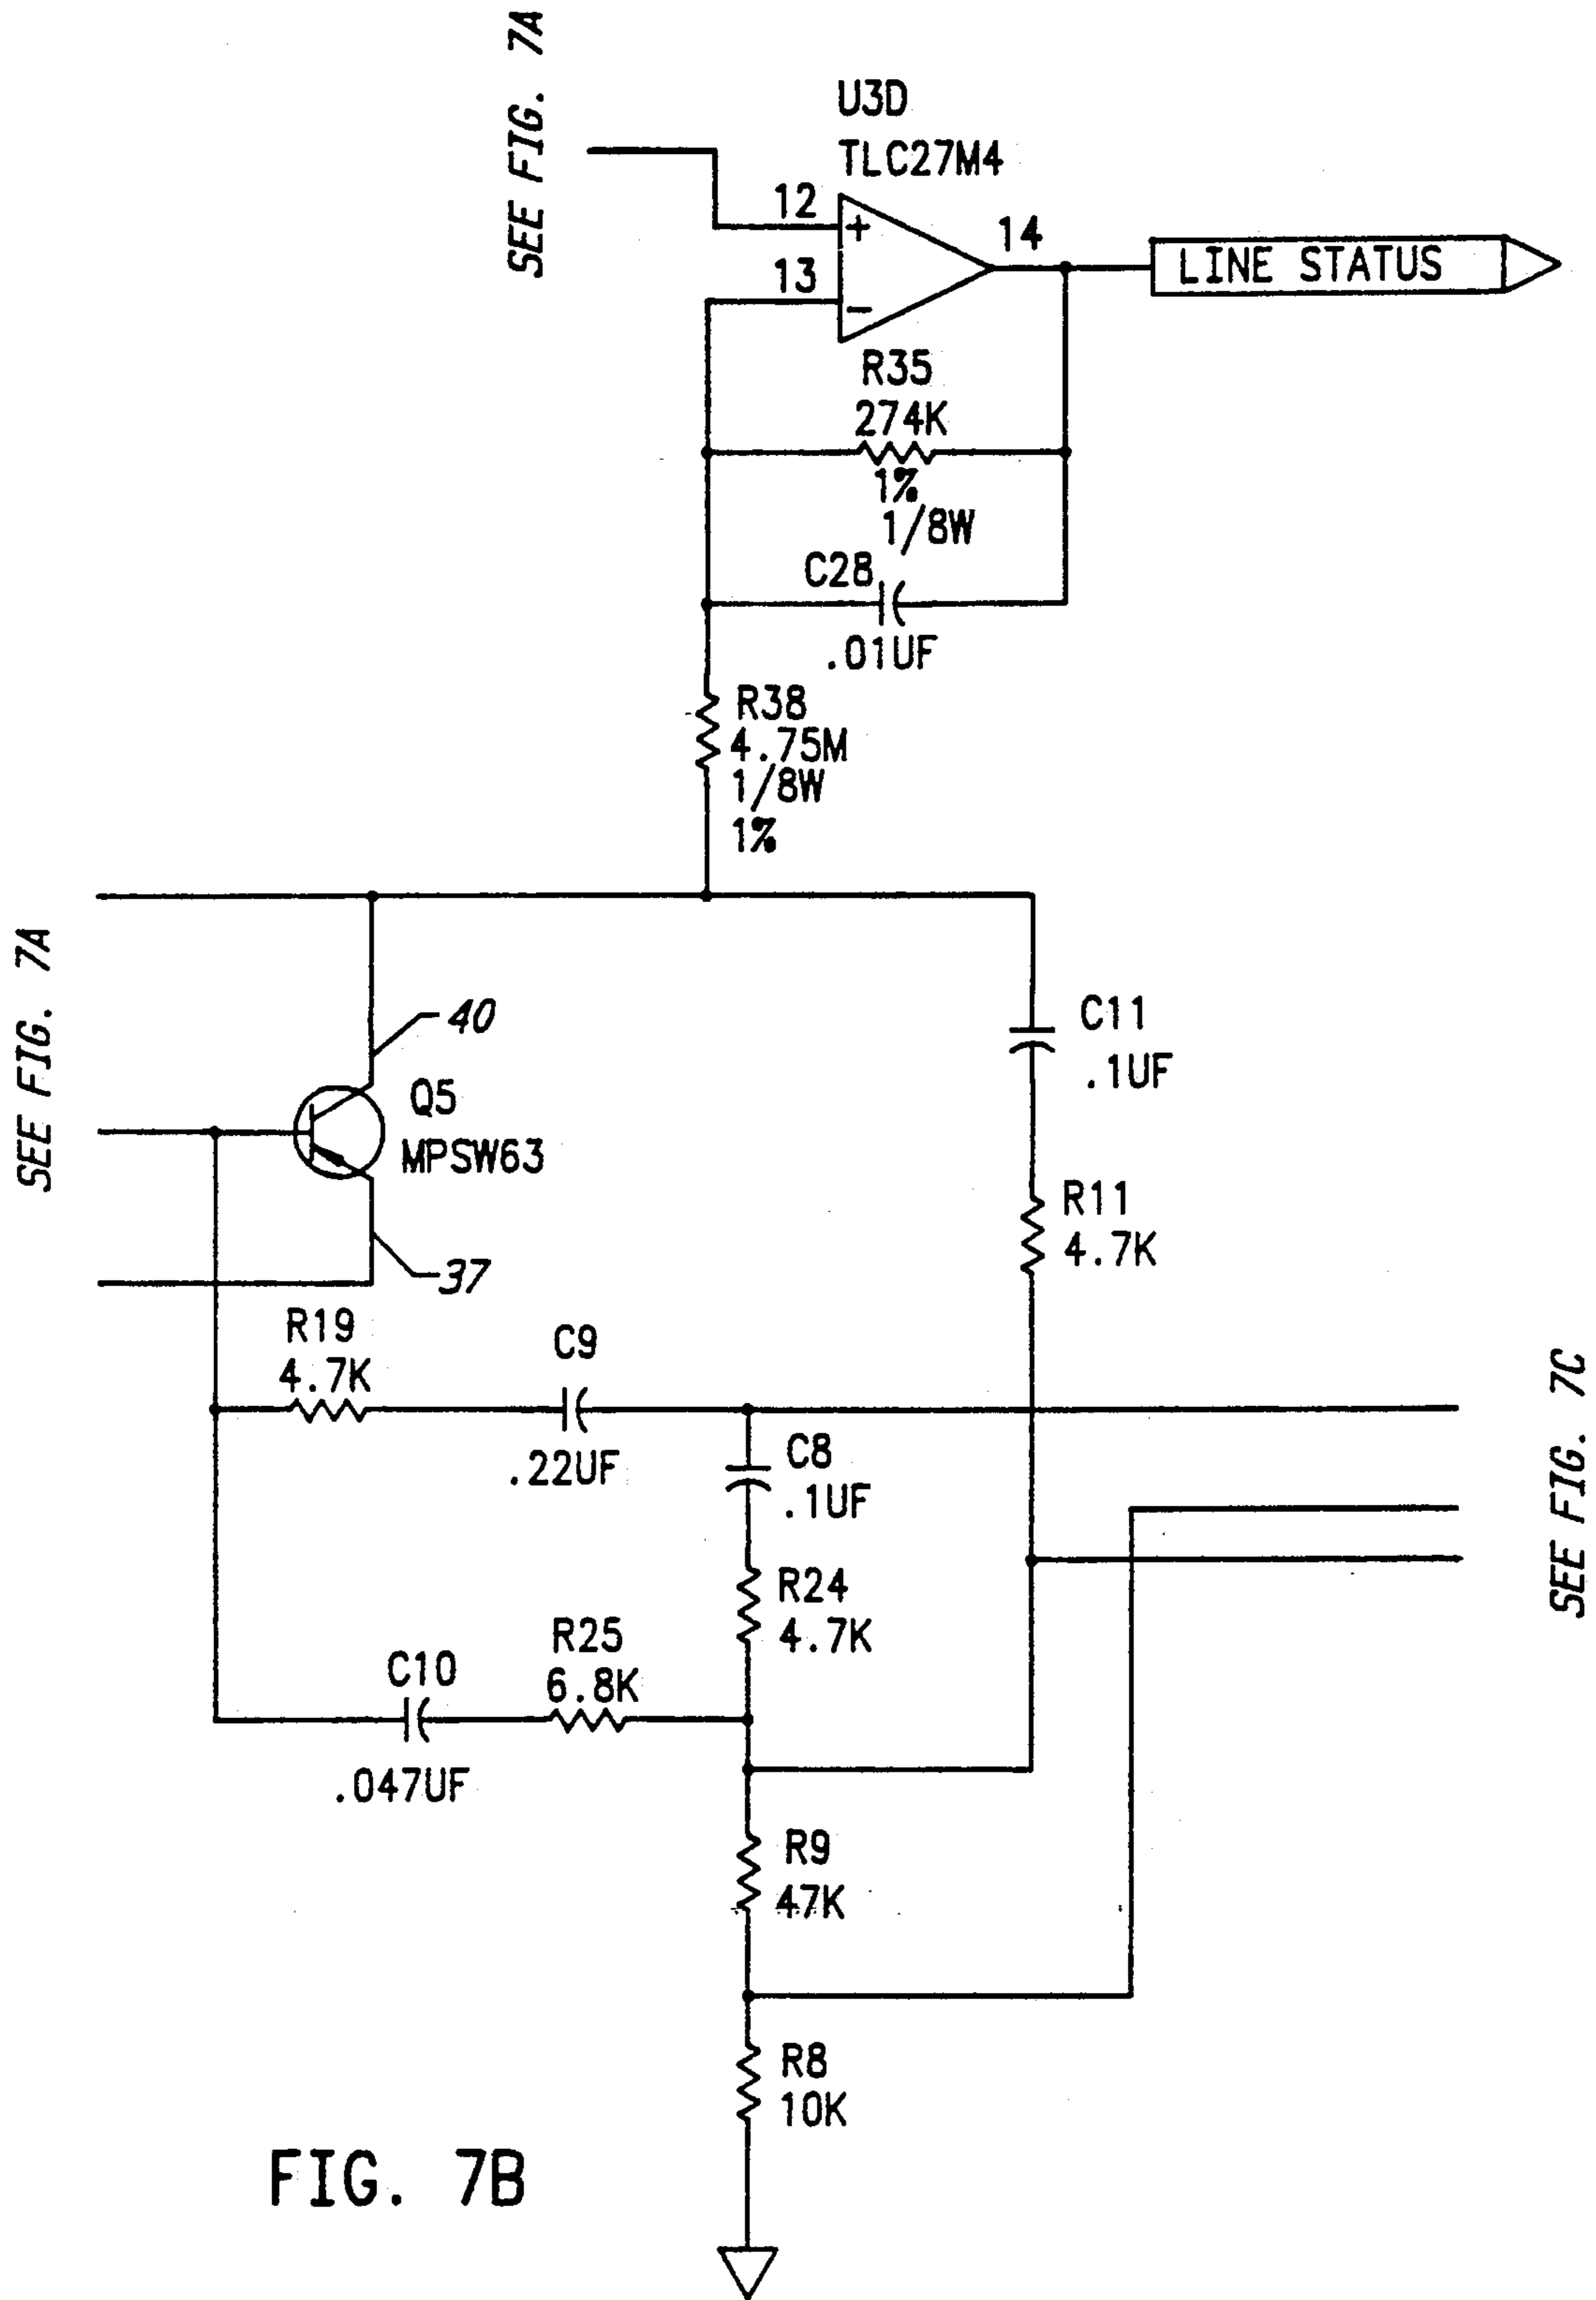 SEE FIG. 7A
U3D
TLC27M4
12
+
14
13
-
LINE STATUS
R35
274K
1%
1/8W
C28
.01UF
R38
4.75M
1/8W
1%
SEE FIG. 7A
40
Q5
MPSW63
37
C11
.1UF
R11
4.7K
R19
4.7K
C9
.22UF
C8
.1UF
SEE FIG. 7C
R24
4.7K
C10
.047UF
R25
6.8K
R9
47K
R8
10K
FIG. 7B